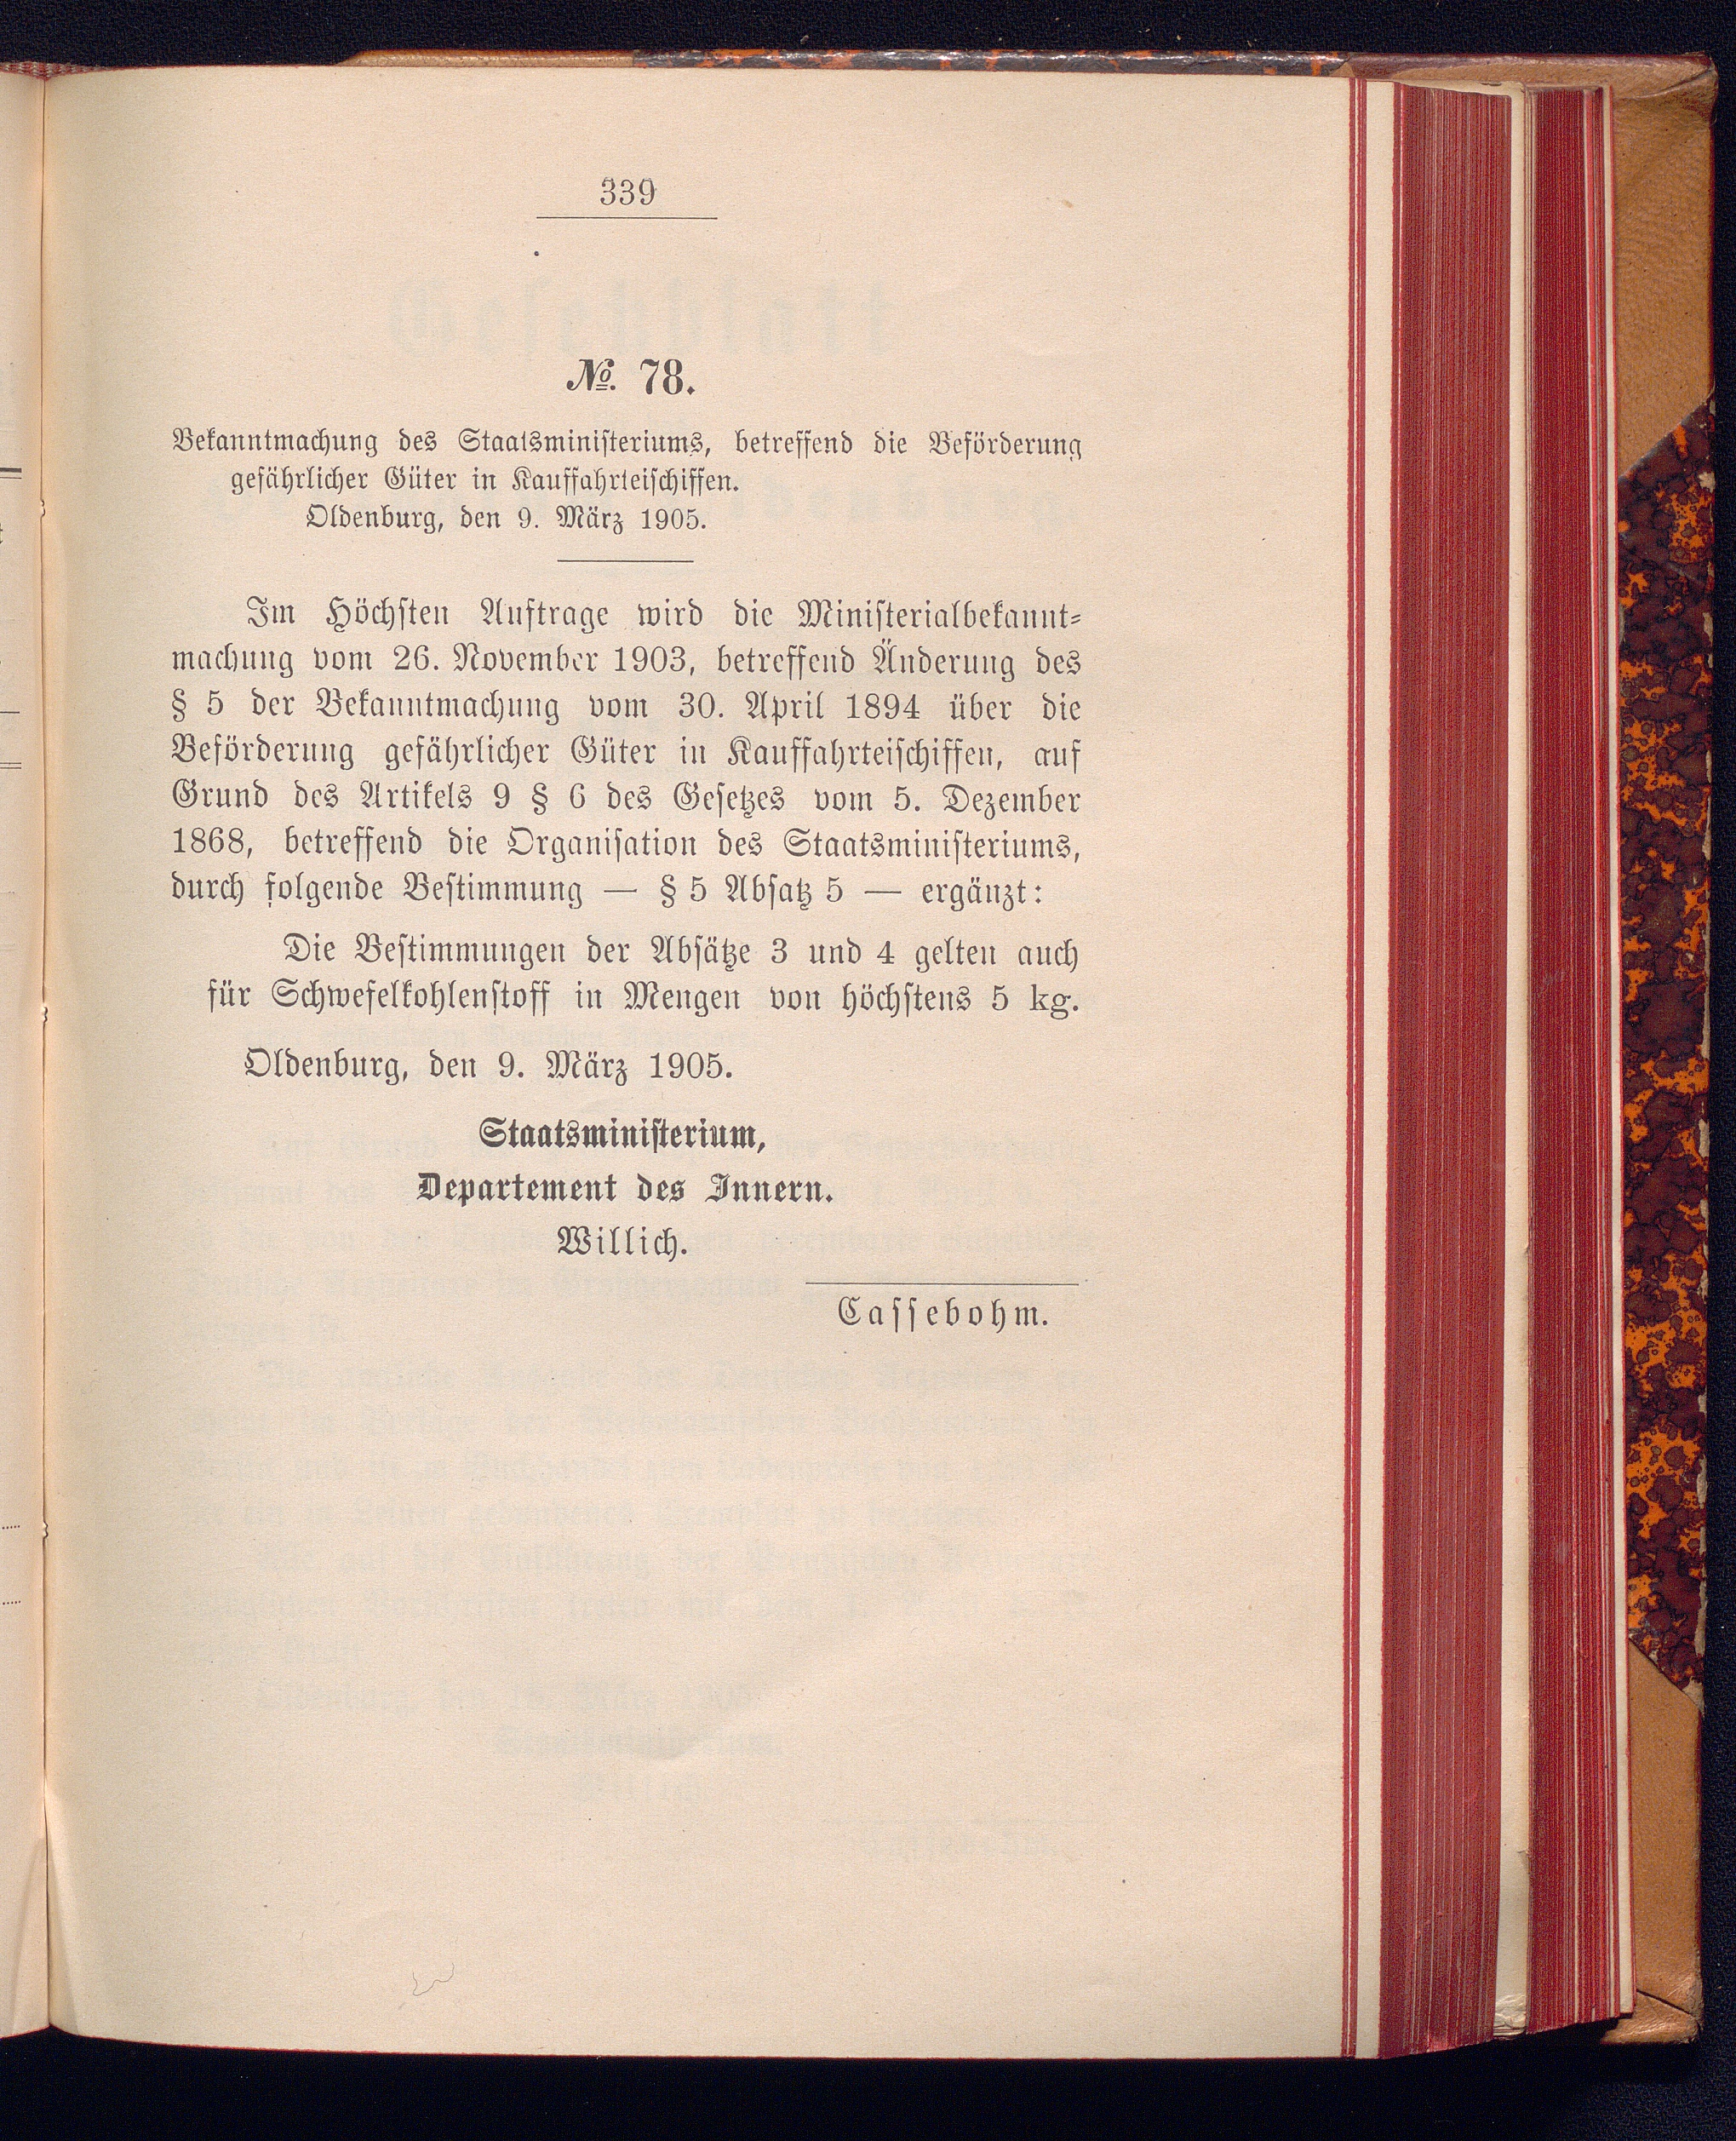 339
№. 78.
Bekanntmachung des Staatsministeriums, betreffend die Beförderung
gefährlicher Güter in Kauffahrteischiffen.
Oldenburg, den 9. März 1905.
Im Höchsten Auftrage wird die Ministerialbekannt-
machung vom 26. November 1903, betreffend Änderung des
§ 5 der Bekanntmachung vom 30. April 1894 über die
Beförderung gefährlicher Güter in Kauffahrteischiffen, auf
Grund des Artikels 9 § 6 des Gesetzes vom 5. Dezember
1868, betreffend die Organisation des Staatsministeriums,
durch folgende Bestimmung — § 5 Absatz 5 — ergänzt:
Die Bestimmungen der Absätze 3 und 4 gelten auch
für Schwefelkohlenstoff in Mengen von höchstens 5 kg.
Oldenburg, den 9. März 1905.
Staatsministerium,
Departement des Innern.
Willich.
Cassebohm.